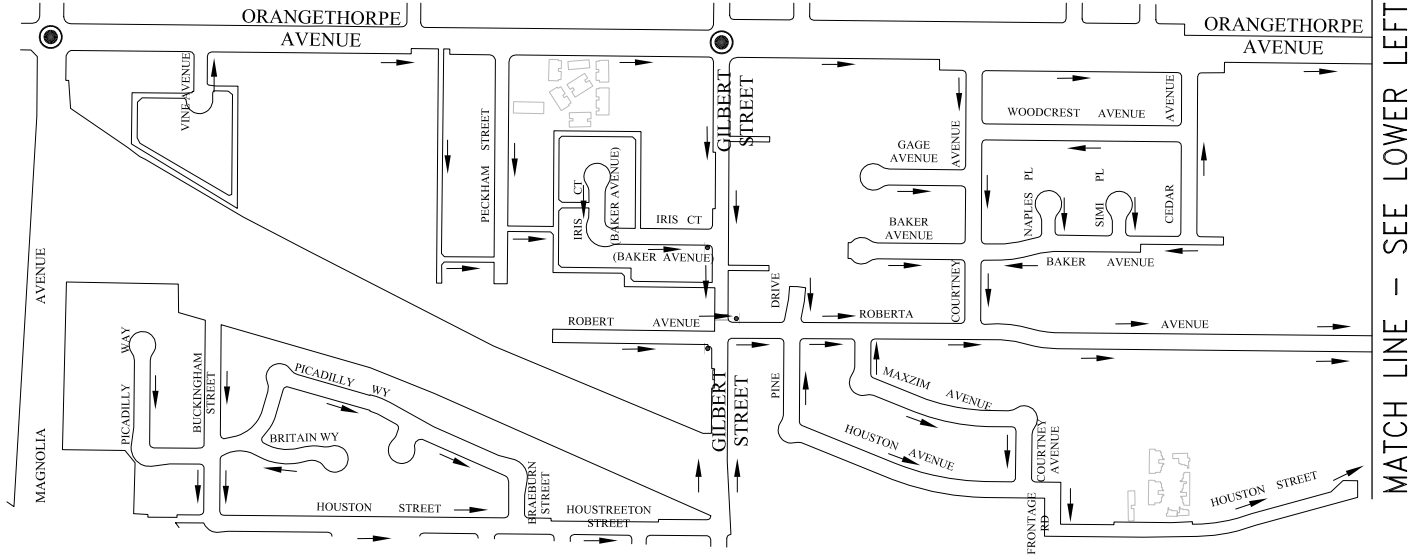 ORANGETHORPE
AVENUE
ORANGETHORPE
AVENUE
VINE AVENUE
PECKHAM STREET
GILBERT
STREET
IRIS CT
(BAKER AVENUE)
IRIS CT
(BAKER AVENUE)
WOODCREST AVENUE
AVENUE
AVENUE
GAGE
AVENUE
NAPLES PL
SIMI PL
CEDAR
BAKER
AVENUE
BAKER AVENUE
COURTNEY
DRIVE
ROBERT AVENUE
ROBERTA
AVENUE
AVENUE
MAGNOLIA
PICADILLY WAY
BUCKINGHAM
STREET
PICADILLY WY
BRITAIN WY
HOUSTON STREET
BRAEBURN
STREET
HOUSTREETON
STREET
GILBERT
STREET
PINE
MAXZIM AVENUE
HOUSTON AVENUE
COURTNEY
AVENUE
FRONTAGE
RD
HOUSTON STREET
MATCH LINE – SEE LOWER LEFT